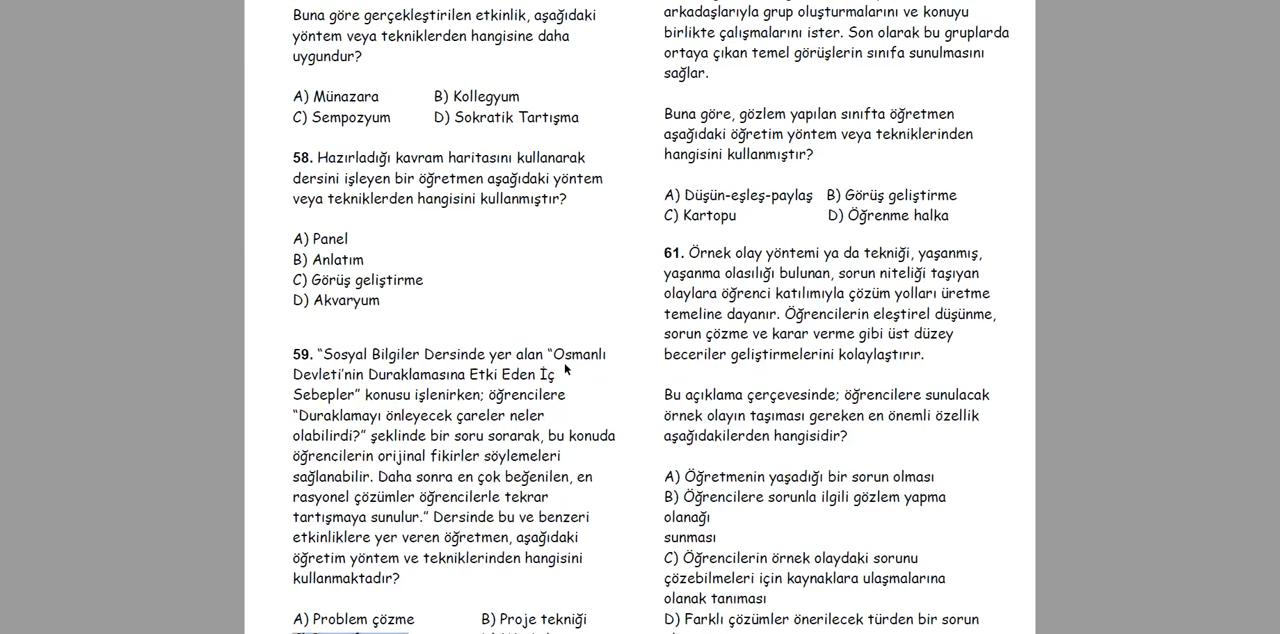 Buna göre gerçekleştirilen etkinlik, aşağıdaki
yöntem veya tekniklerden hangisine daha
uygundur?
A) Münazara B) Kollegyum
C) Sempozyum D) Sokratik Tartışma
58. Hazırladığı kavram haritasını kullanarak
dersini işleyen bir öğretmen aşağıdaki yöntem
veya tekniklerden hangisini kullanmıştır?
A) Panel
B) Anlatım
C) Görüş geliştirme
D) Akvaryum
59. “Sosyal Bilgiler Dersinde yer alan “Osmanlı
Devleti’nin Duraklamasına Etki Eden İç
Sebepler” konusu işlenirken; öğrencilere
“Duraklamayı önleyecek çareler neler
olabilirdi?” şeklinde bir soru sorarak, bu konuda
öğrencilerin orijinal fikirler söylemeleri
sağlanabilir. Daha sonra en çok beğenilen, en
rasyonel çözümler öğrencilerle tekrar
tartışmaya sunulur.” Dersinde bu ve benzeri
etkinliklere yer veren öğretmen, aşağıdaki
öğretim yöntem ve tekniklerinden hangisini
kullanmaktadır?
A) Problem çözme B) Proje tekniği
arkadaşlarıyla grup oluşturmalarını ve konuyu
birlikte çalışmalarını ister. Son olarak bu gruplarda
ortaya çıkan temel görüşlerin sınıfa sunulmasını
sağlar.
Buna göre, gözlem yapılan sınıfta öğretmen
aşağıdaki öğretim yöntem veya tekniklerinden
hangisini kullanmıştır?
A) Düşün-eşleş-paylaş B) Görüş geliştirme
C) Kartopu D) Öğrenme halka
61. Örnek olay yöntemi ya da tekniği, yaşanmış,
yaşanma olasılığı bulunan, sorun niteliği taşıyan
olaylara öğrenci katılımıyla çözüm yolları üretme
temeline dayanır. Öğrencilerin eleştirel düşünme,
sorun çözme ve karar verme gibi üst düzey
beceriler geliştirmelerini kolaylaştırır.
Bu açıklama çerçevesinde; öğrencilere sunulacak
örnek olayın taşıması gereken en önemli özellik
aşağıdakilerden hangisidir?
A) Öğretmenin yaşadığı bir sorun olması
B) Öğrencilere sorunla ilgili gözlem yapma
olanağı
sunması
C) Öğrencilerin örnek olaydaki sorunu
çözebilmeleri için kaynaklara ulaşmalarına
olanak tanıması
D) Farklı çözümler önerilecek türden bir sorun